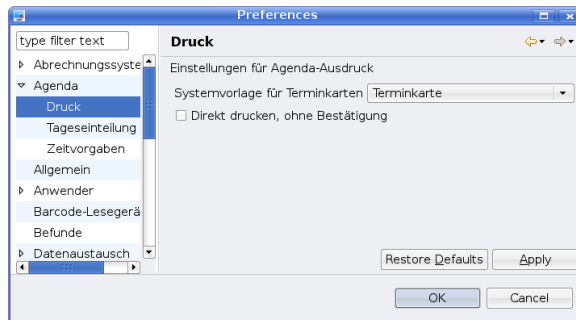 Preferences
type filter text
Abrechnungssyste
Agenda
Druck
Tageseinteilung
Zeitvorgaben
Allgemein
Anwender
Barcode-Lesegerä
Befunde
Datenaustausch
Druck
Einstellungen für Agenda-Ausdruck
Systemvorlage für Terminkarten Terminkarte
Direkt drucken, ohne Bestätigung
Restore Defaults Apply
OK Cancel